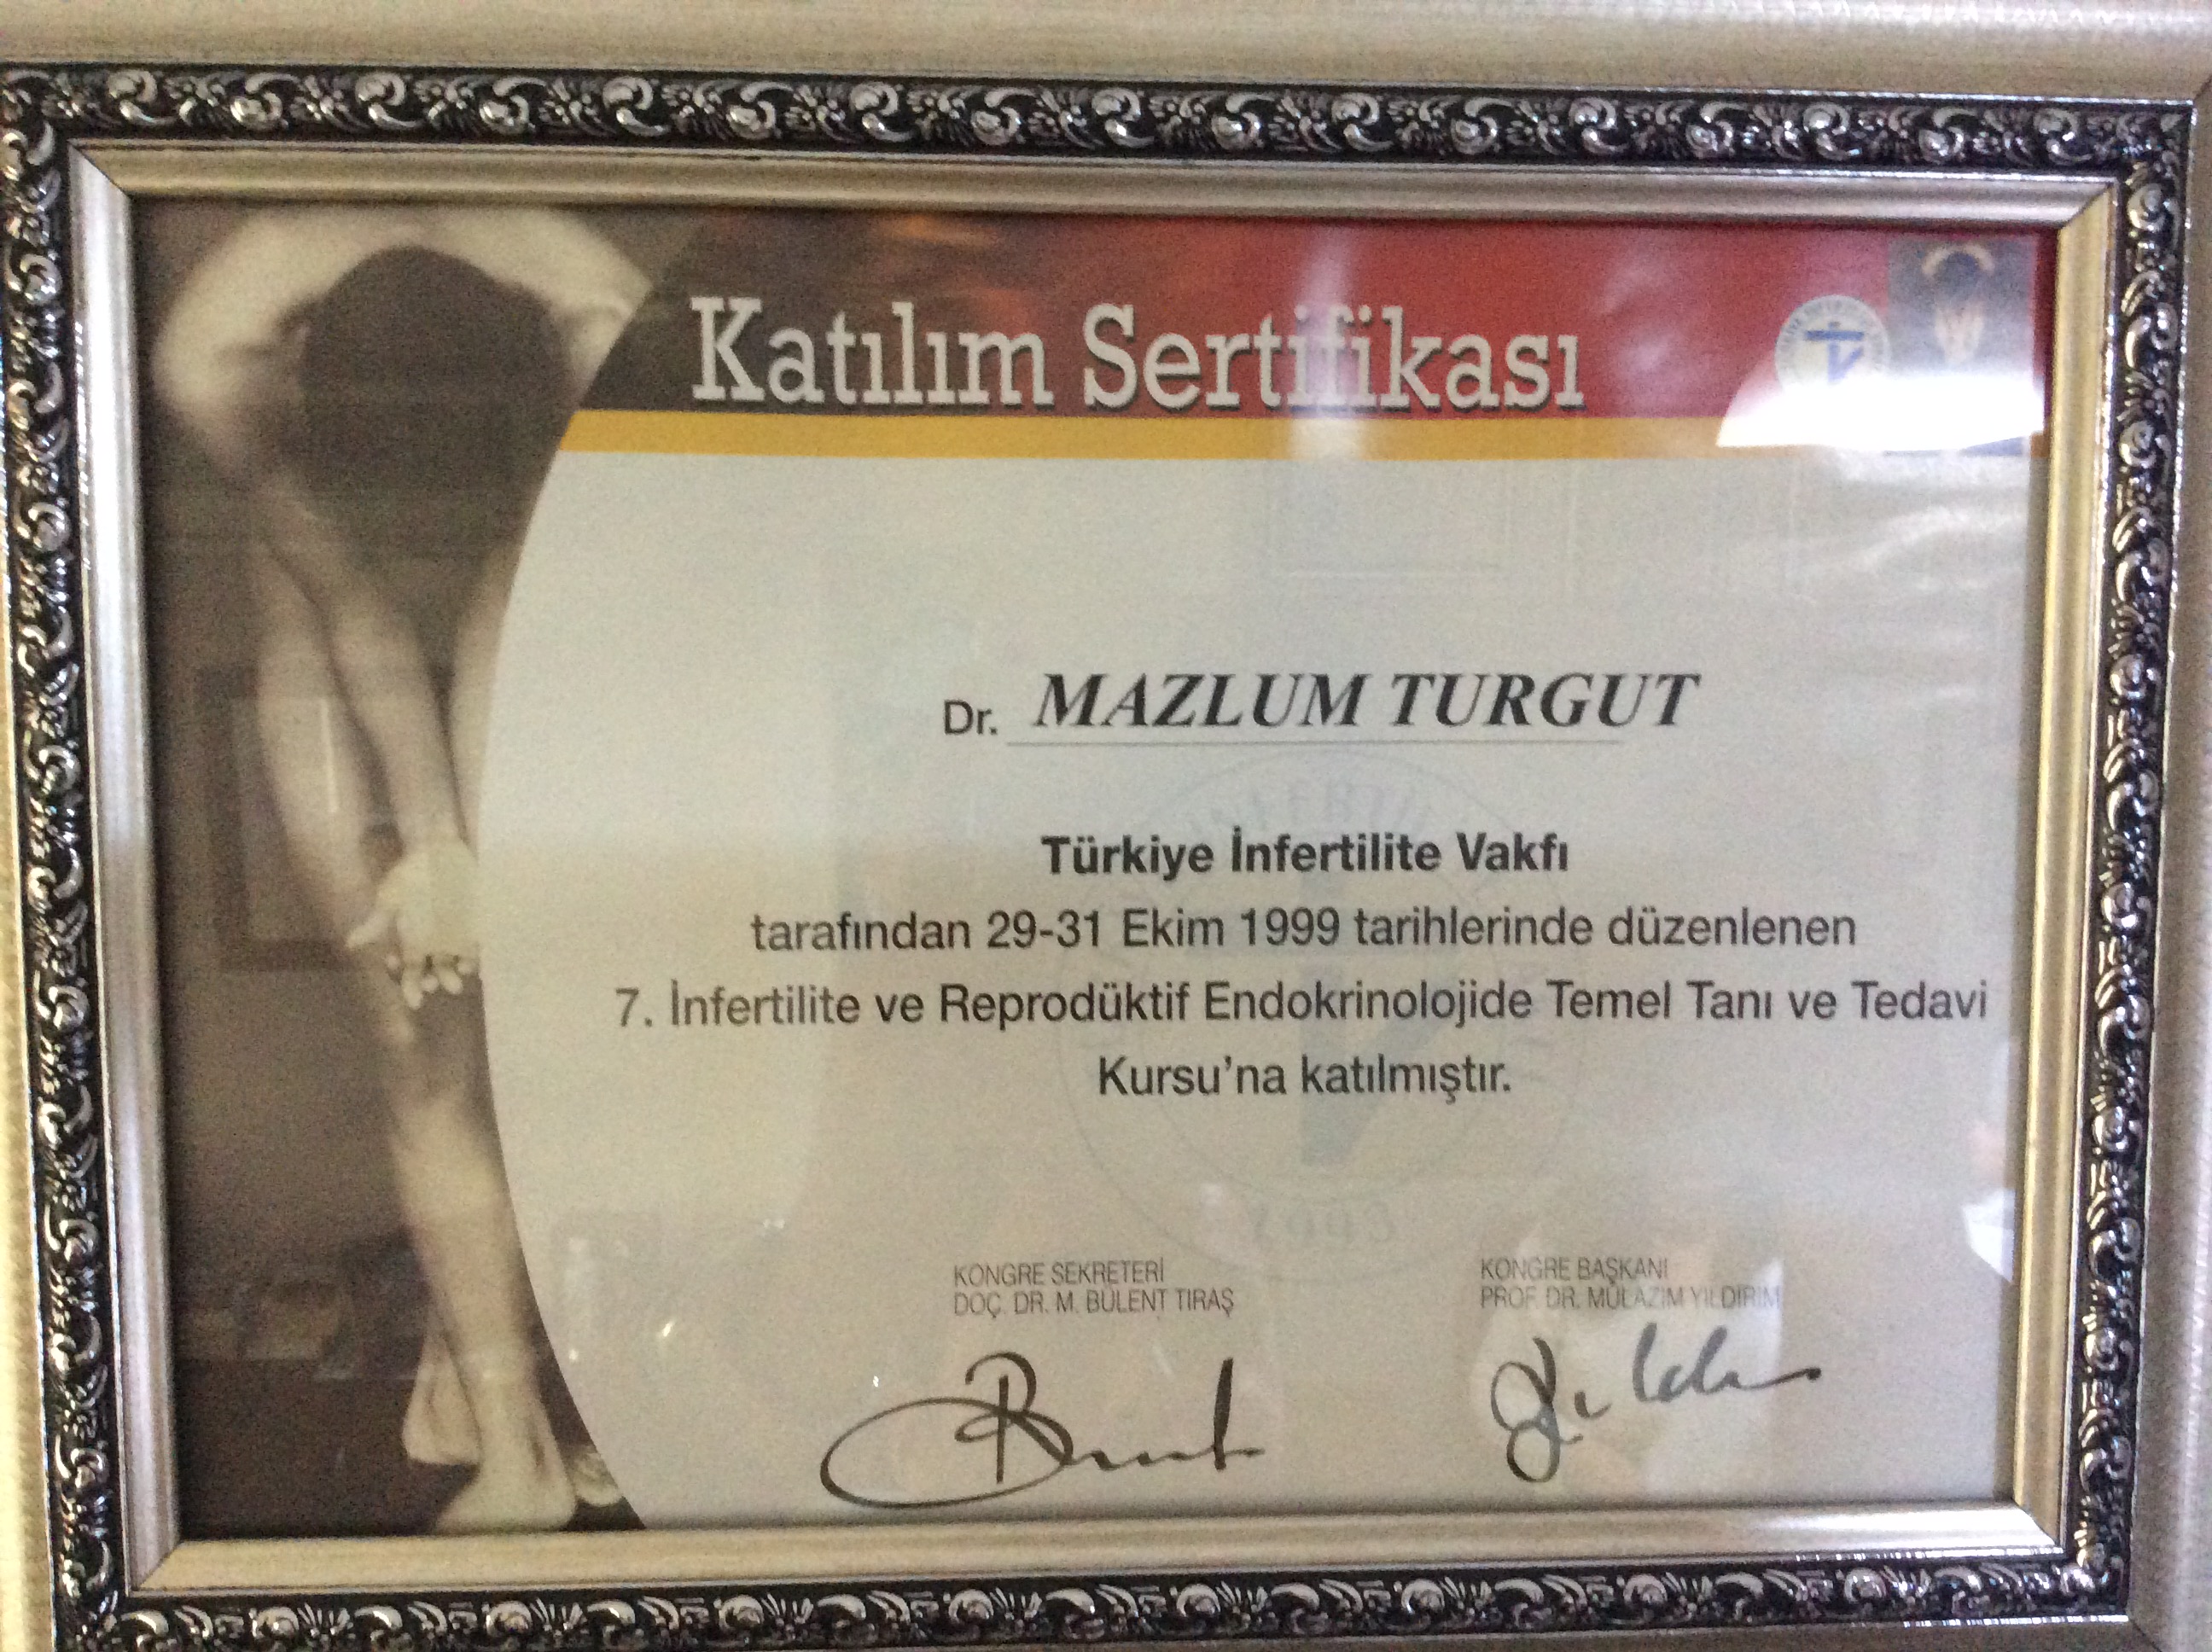 Katılım Sertifikası
Dr. MAZLUM TURGUT
Türkiye İnfertilite Vakfı
tarafından 29-31 Ekim 1999 tarihlerinde düzenlenen
7. İnfertilite ve Reprodüktif Endokrinolojide Temel Tanı ve Tedavi
Kursu'na katılmıştır.
KONGRE SEKRETERİ
DOÇ. DR. M. BÜLENT TIRAŞ
KONGRE BAŞKANI
PROF. DR. MÜLAZIM YILDIRIM